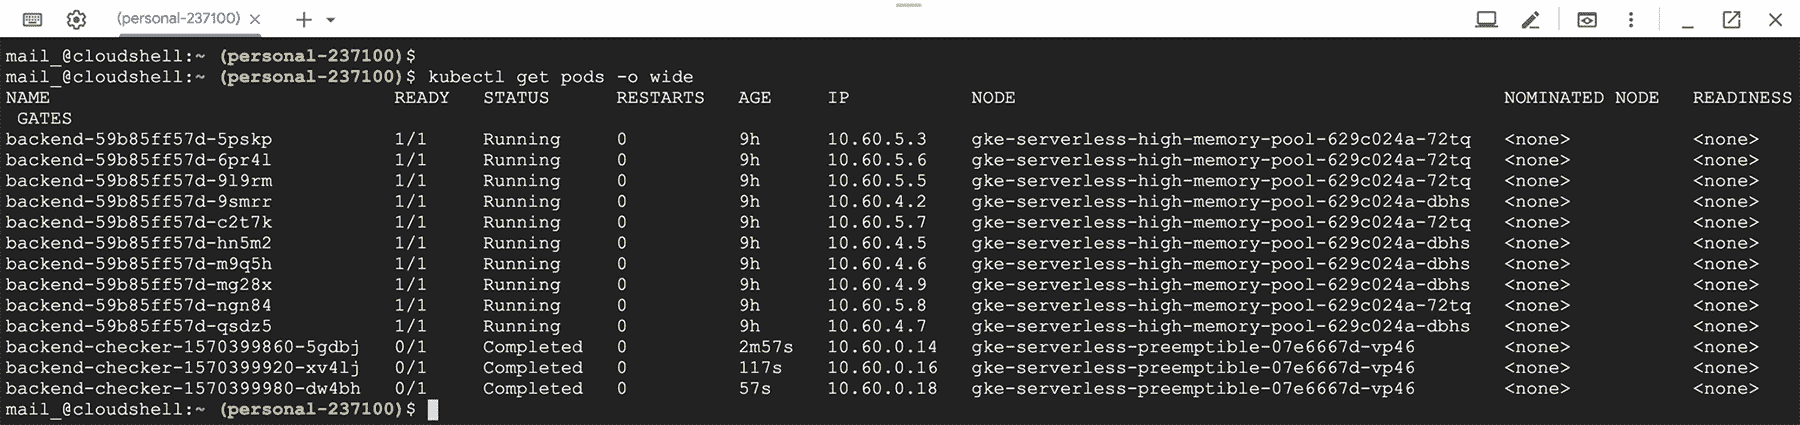 (personal-237100)
mail_@cloudshell:~ (personal-237100)$
mail_@cloudshell:~ (personal-237100)$ kubectl get pods -o wide
NAME READY STATUS RESTARTS AGE IP NODE NOMINATED NODE READINESS
GATES
backend-59b85ff57d-5pskp 1/1 Running 0 9h 10.60.5.3 gke-serverless-high-memory-pool-629c024a-72tq <none> <none>
backend-59b85ff57d-6pr4l 1/1 Running 0 9h 10.60.5.6 gke-serverless-high-memory-pool-629c024a-72tq <none> <none>
backend-59b85ff57d-9l9rm 1/1 Running 0 9h 10.60.5.5 gke-serverless-high-memory-pool-629c024a-72tq <none> <none>
backend-59b85ff57d-9smrr 1/1 Running 0 9h 10.60.4.2 gke-serverless-high-memory-pool-629c024a-dbhs <none> <none>
backend-59b85ff57d-c2t7k 1/1 Running 0 9h 10.60.5.7 gke-serverless-high-memory-pool-629c024a-72tq <none> <none>
backend-59b85ff57d-hn5m2 1/1 Running 0 9h 10.60.4.5 gke-serverless-high-memory-pool-629c024a-dbhs <none> <none>
backend-59b85ff57d-m9q5h 1/1 Running 0 9h 10.60.4.6 gke-serverless-high-memory-pool-629c024a-dbhs <none> <none>
backend-59b85ff57d-mg28x 1/1 Running 0 9h 10.60.4.9 gke-serverless-high-memory-pool-629c024a-dbhs <none> <none>
backend-59b85ff57d-ngn84 1/1 Running 0 9h 10.60.5.8 gke-serverless-high-memory-pool-629c024a-72tq <none> <none>
backend-59b85ff57d-qsdz5 1/1 Running 0 9h 10.60.4.7 gke-serverless-high-memory-pool-629c024a-dbhs <none> <none>
backend-checker-1570399860-5gdbj 0/1 Completed 0 2m57s 10.60.0.14 gke-serverless-preemptible-07e6667d-vp46 <none> <none>
backend-checker-1570399920-xv4lj 0/1 Completed 0 117s 10.60.0.16 gke-serverless-preemptible-07e6667d-vp46 <none> <none>
backend-checker-1570399980-dw4bh 0/1 Completed 0 57s 10.60.0.18 gke-serverless-preemptible-07e6667d-vp46 <none> <none>
mail_@cloudshell:~ (personal-237100)$